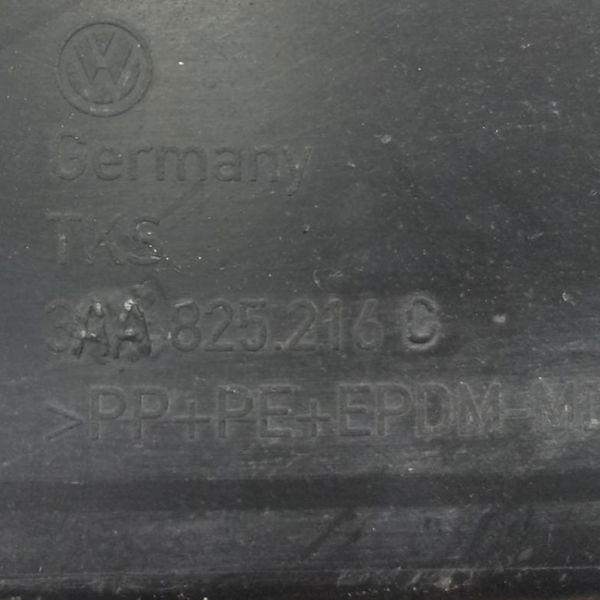 Germany
TKS
3AA 825.216 C
>PP+PE+EPDM-M